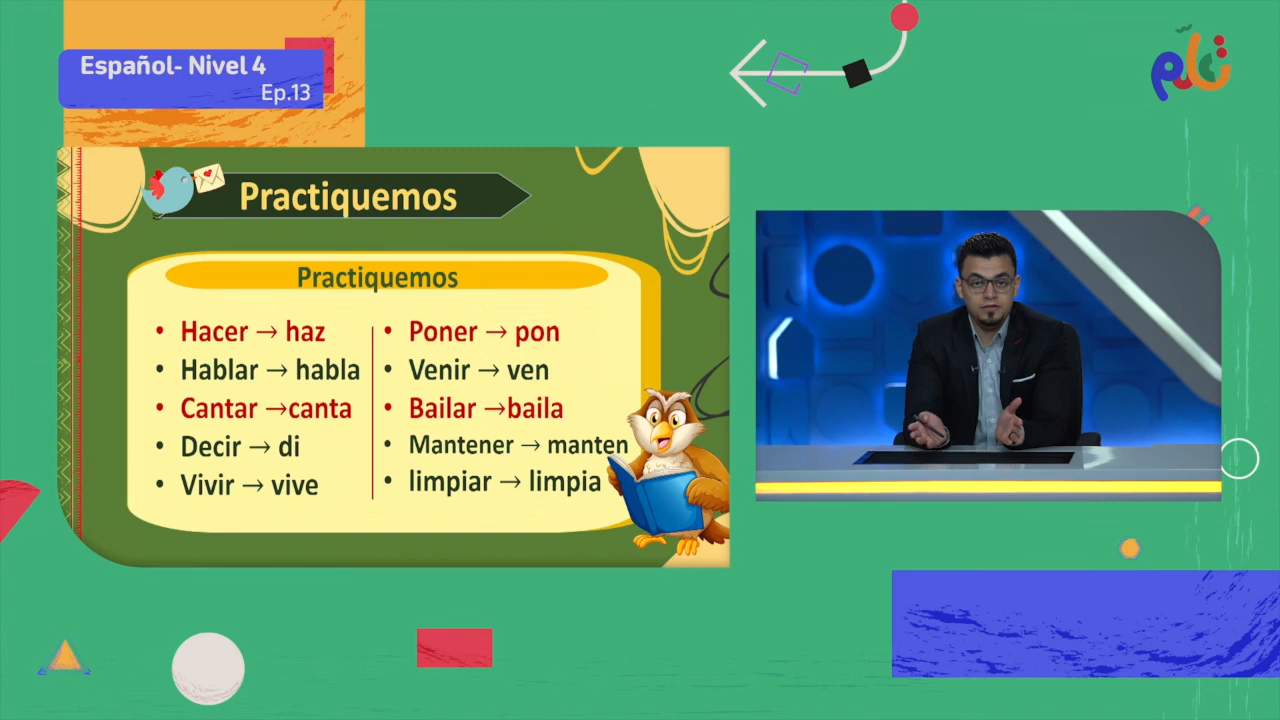 Español- Nivel 4
Ep.13
تكلم
Practiquemos
Practiquemos
• Hacer → haz
• Hablar → habla
• Cantar →canta
• Decir → di
• Vivir → vive
• Poner → pon
• Venir → ven
• Bailar →baila
• Mantener → manten
• limpiar → limpia